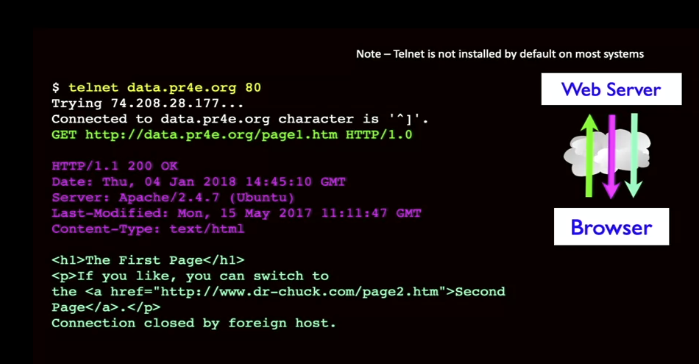 Note – Telnet is not installed by default on most systems
$ telnet data.pr4e.org 80
Trying 74.208.28.177...
Connected to data.pr4e.org character is '^]'.
GET http://data.pr4e.org/page1.htm HTTP/1.0
HTTP/1.1 200 OK
Date: Thu, 04 Jan 2018 14:45:10 GMT
Server: Apache/2.4.7 (Ubuntu)
Last-Modified: Mon, 15 May 2017 11:11:47 GMT
Content-Type: text/html
<h1>The First Page</h1>
<p>If you like, you can switch to
the <a href="http://www.dr-chuck.com/page2.htm">Second
Page</a>.</p>
Connection closed by foreign host.
Web Server
Browser